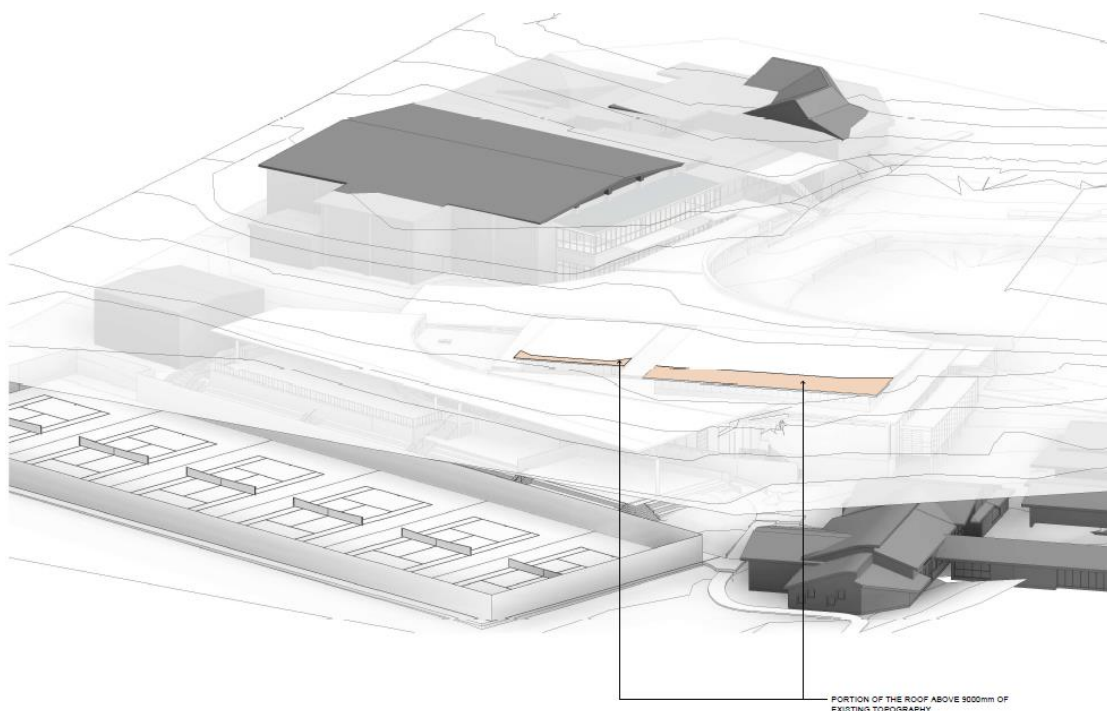 PORTION OF THE ROOF ABOVE 9000mm OF
EXISTING TOPOGRAPHY